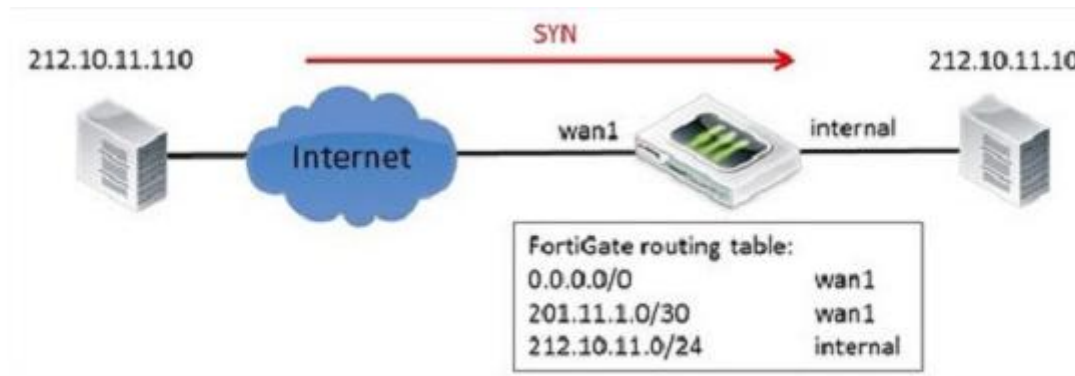 SYN
212.10.11.110
212.10.11.10
wan1
internal
Internet
FortiGate routing table:
0.0.0.0/0 wan1
201.11.1.0/30 wan1
212.10.11.0/24 internal